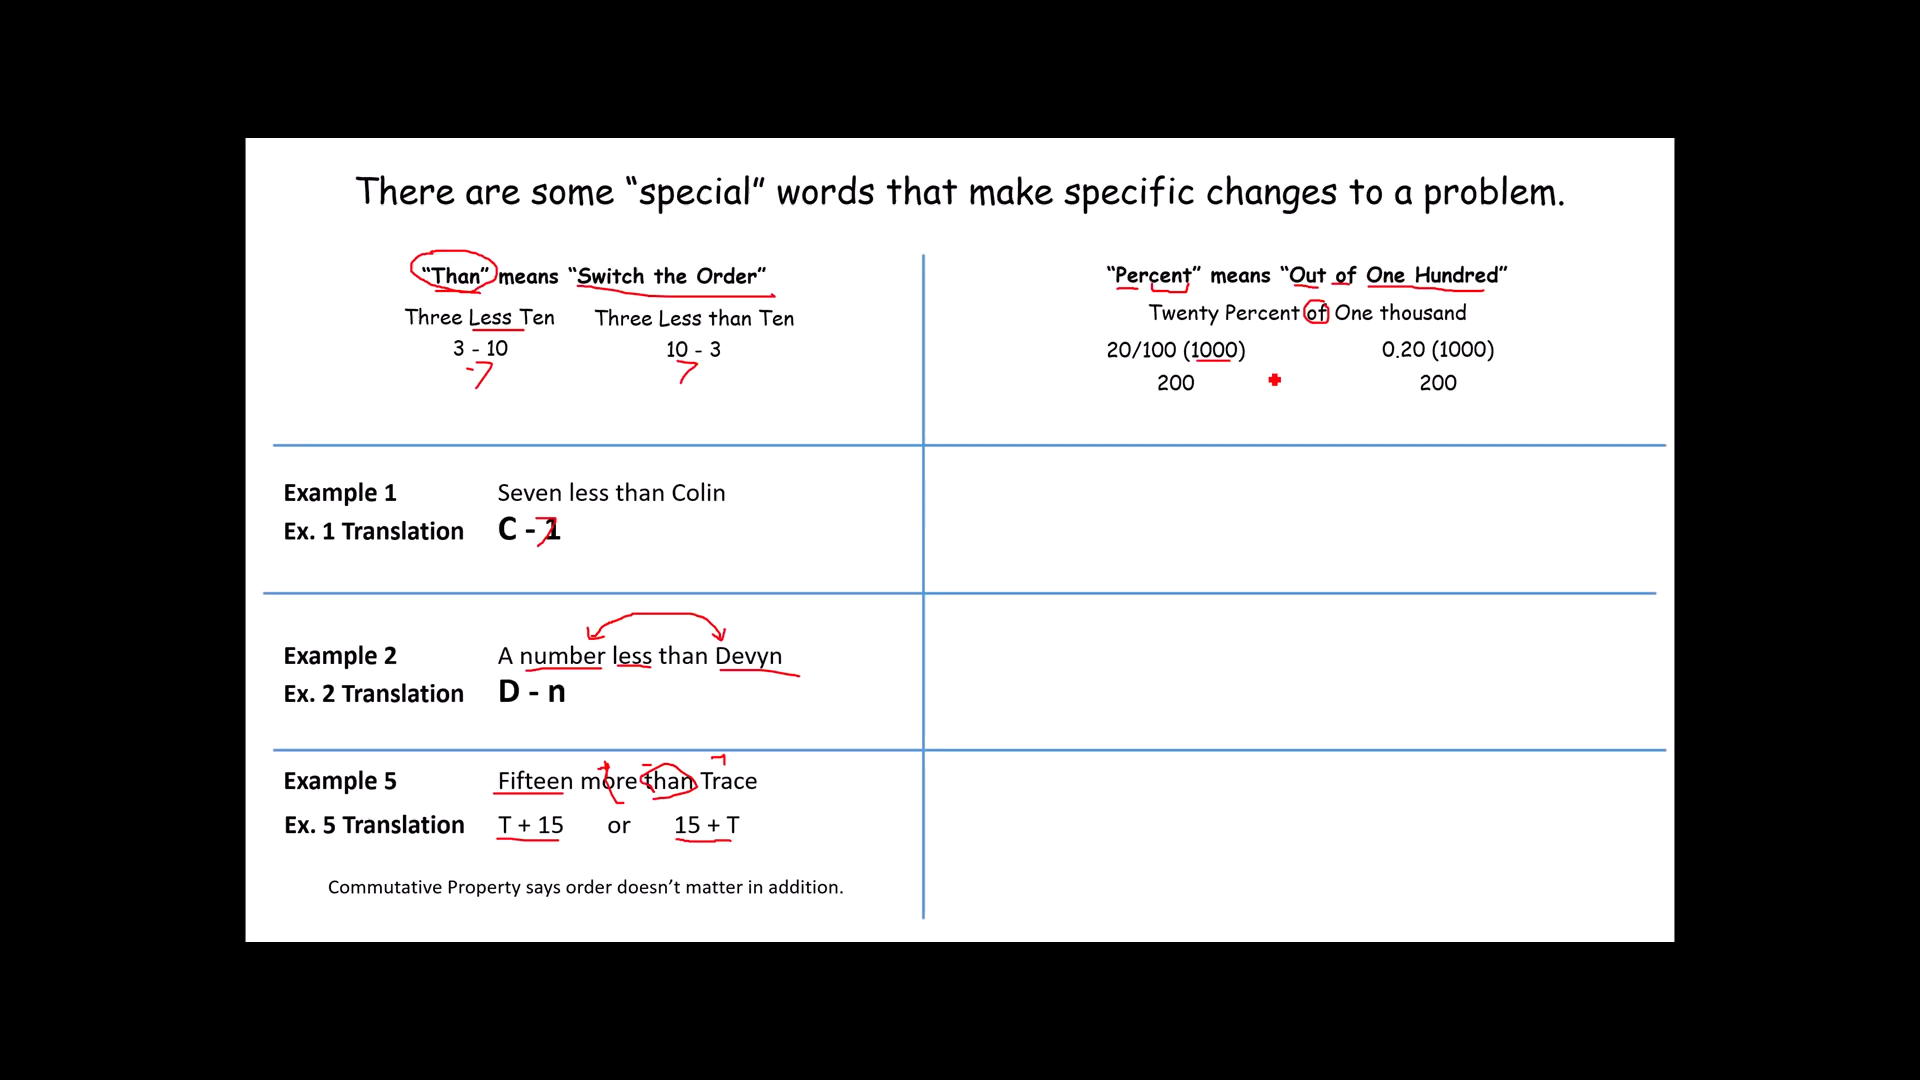 There are some “special” words that make specific changes to a problem.
“Than” means “Switch the Order”
Three Less Ten Three Less than Ten
3 - 10 10 - 3
-7 7
“Percent” means “Out of One Hundred”
Twenty Percent of One thousand
20/100 (1000) 0.20 (1000)
200 200
Example 1 Seven less than Colin
Ex. 1 Translation C - 1 7
Example 2 A number less than Devyn
Ex. 2 Translation D - n
Example 5 Fifteen more than Trace
Ex. 5 Translation T + 15 or 15 + T
Commutative Property says order doesn’t matter in addition.